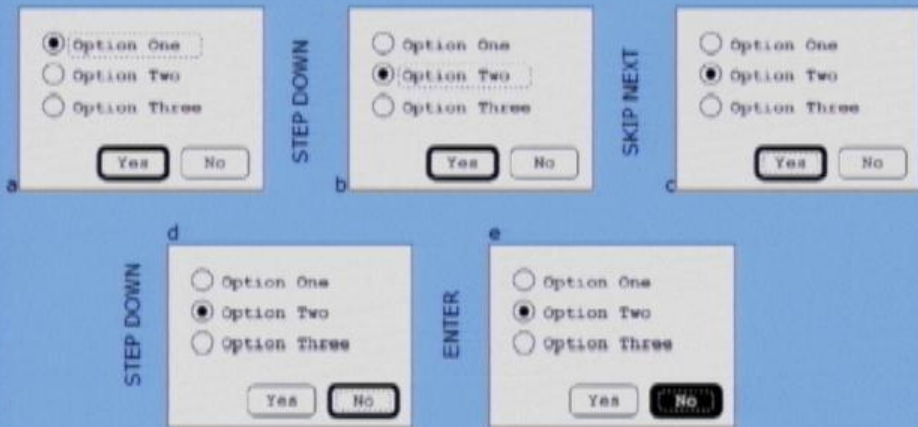 Option One
Option Two
Option Three
Yes No
a
STEP DOWN
Option One
Option Two
Option Three
Yes No
b
SKIP NEXT
Option One
Option Two
Option Three
Yes No
c
STEP DOWN
d
Option One
Option Two
Option Three
Yes No
ENTER
e
Option One
Option Two
Option Three
Yes No